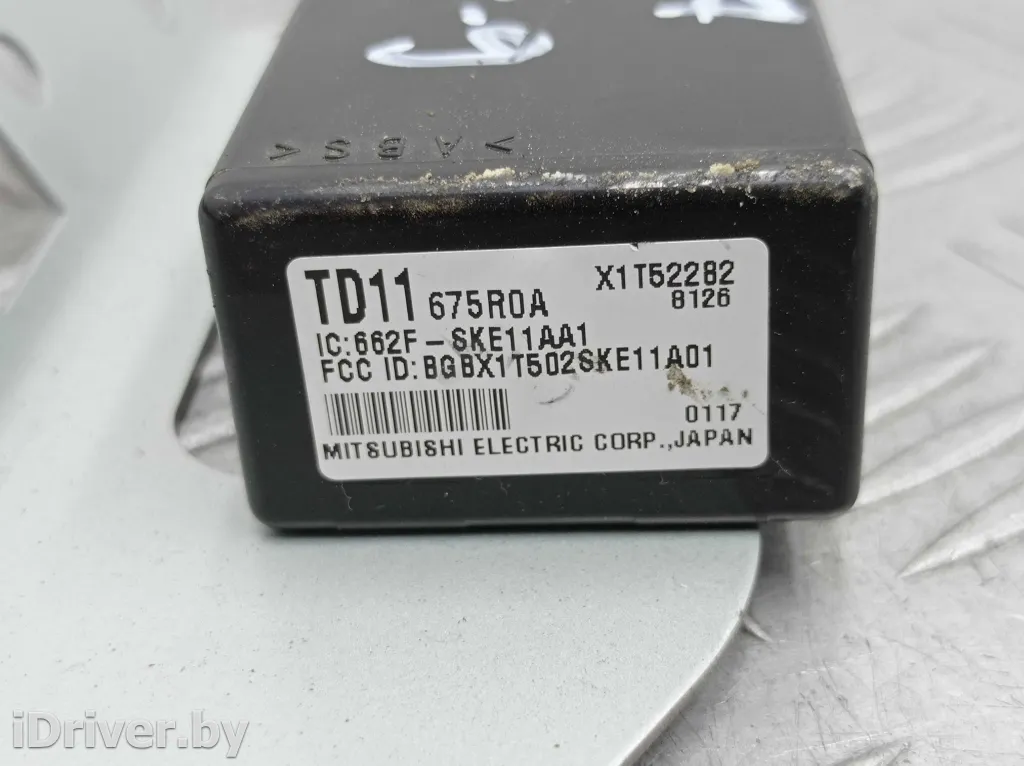 >ABS<
TD11 675R0A X1T52282
8126
IC:662F-SKE11AA1
FCC ID:BGBX1T502SKE11A01
0117
MITSUBISHI ELECTRIC CORP.,JAPAN
iDriver.by